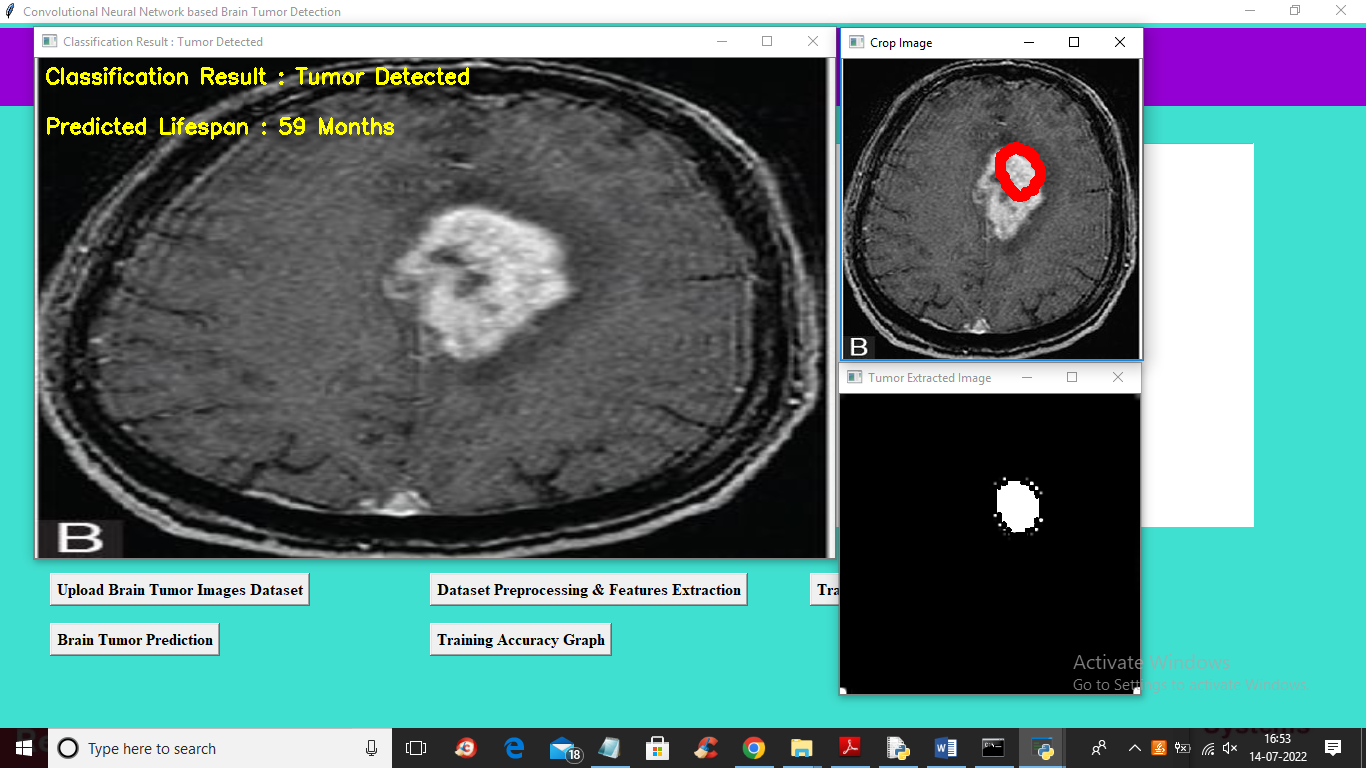 Convolutional Neural Network based Brain Tumor Detection
Classification Result : Tumor Detected
Classification Result : Tumor Detected
Predicted Lifespan : 59 Months
B
Crop Image
B
Tumor Extracted Image
Upload Brain Tumor Images Dataset
Dataset Preprocessing & Features Extraction
Brain Tumor Prediction
Training Accuracy Graph
Activate Windows
Go to Settings to activate Windows.
Type here to search
18
16:53
14-07-2022